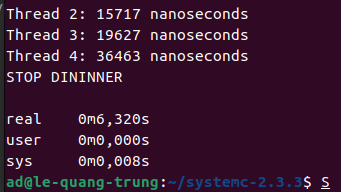 Thread 2: 15717 nanoseconds
Thread 3: 19627 nanoseconds
Thread 4: 36463 nanoseconds
STOP DININNER
real 0m6,320s
user 0m0,000s
sys 0m0,008s
ad@le-quang-trung:~/systemc-2.3.3$ S